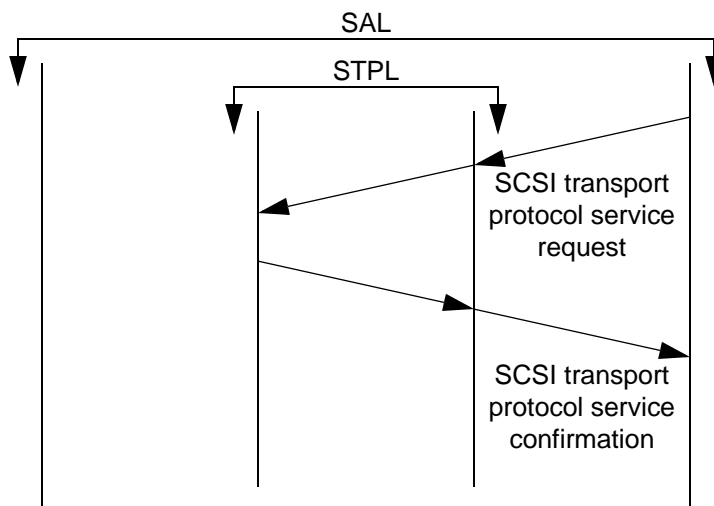 SAL
STPL
SCSI transport
protocol service
request
SCSI transport
protocol service
confirmation